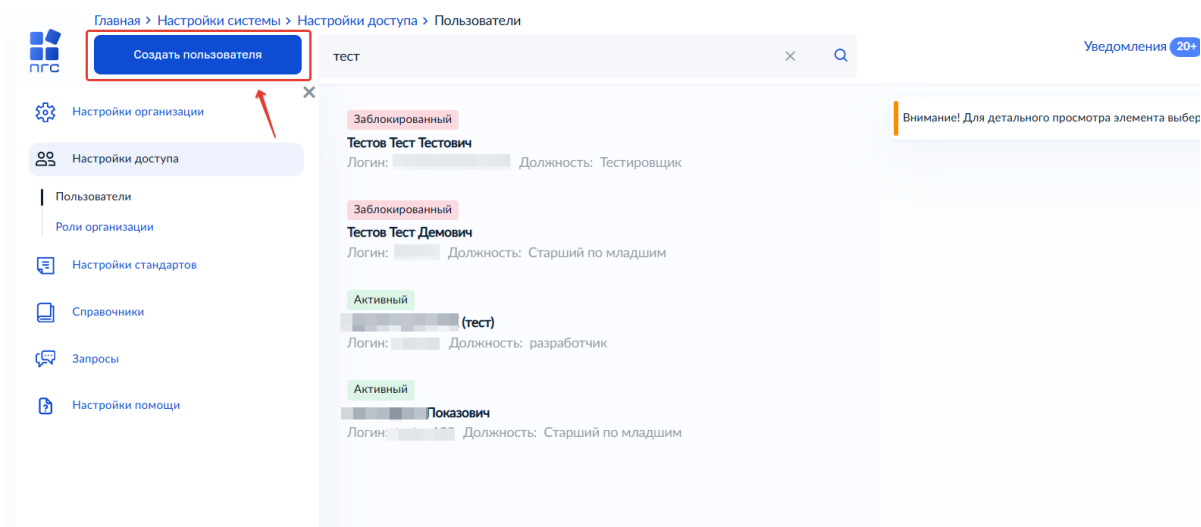 Главная > Настройки системы > Настройки доступа > Пользователи
пгс
Создать пользователя
тест
Уведомления 20+
Настройки организации
Настройки доступа
Пользователи
Роли организации
Настройки стандартов
Справочники
Запросы
Настройки помощи
Заблокированный
Тестов Тест Тестович
Логин: Должность: Тестировщик
Заблокированный
Тестов Тест Демович
Логин: Должность: Старший по младшим
Активный
(тест)
Логин: Должность: разработчик
Активный
Показович
Логин: Должность: Старший по младшим
Внимание! Для детального просмотра элемента выбер